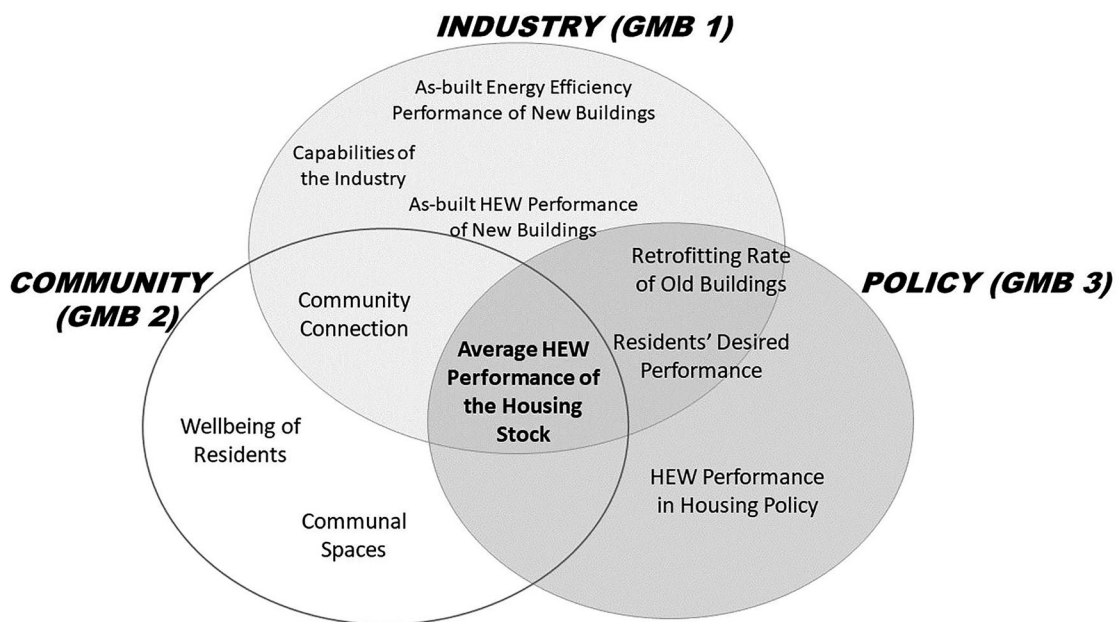 INDUSTRY (GMB 1)
As-built Energy Efficiency
Performance of New Buildings
Capabilities of
the Industry
As-built HEW Performance
of New Buildings
COMMUNITY
(GMB 2)
POLICY (GMB 3)
Retrofitting Rate
of Old Buildings
Community
Connection
Residents' Desired
Performance
Average HEW
Performance of
the Housing
Stock
Wellbeing of
Residents
HEW Performance
in Housing Policy
Communal
Spaces